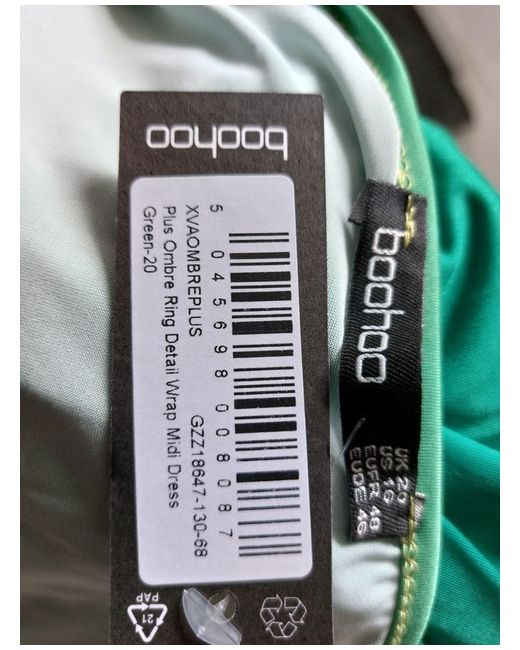 boohoo
5 045698 008087
XVAOMBREPLUS GZZ18647-130-68
Plus Ombre Ring Detail Wrap Midi Dress
Green-20
21
PAP
boohoo
UK 20
US 16
EUFR 48
EUDE 46